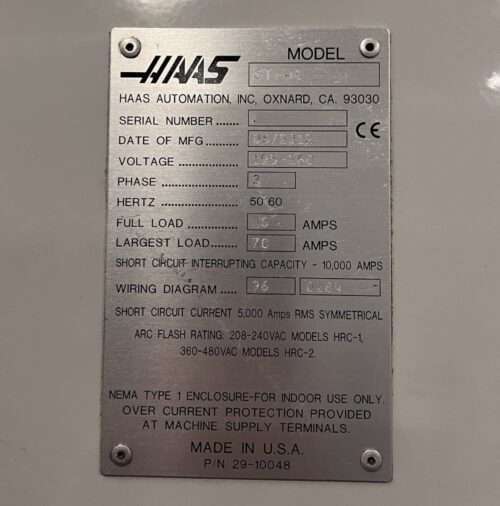 HAAS
MODEL
HAAS AUTOMATION, INC, OXNARD, CA. 93030
SERIAL NUMBER .......
CE
DATE OF MFG ............
VOLTAGE ..................
PHASE .....................
HERTZ 50 60
FULL LOAD .............. AMPS
LARGEST LOAD....... 70 AMPS
SHORT CIRCUIT INTERRUPTING CAPACITY - 10,000 AMPS
WIRING DIAGRAM ..... 96
SHORT CIRCUIT CURRENT 5,000 Amps RMS SYMMETRICAL
ARC FLASH RATING: 208-240VAC MODELS HRC-1,
360-480VAC MODELS HRC-2.
NEMA TYPE 1 ENCLOSURE-FOR INDOOR USE ONLY.
OVER CURRENT PROTECTION PROVIDED
AT MACHINE SUPPLY TERMINALS.
MADE IN U.S.A.
P/N 29-10048